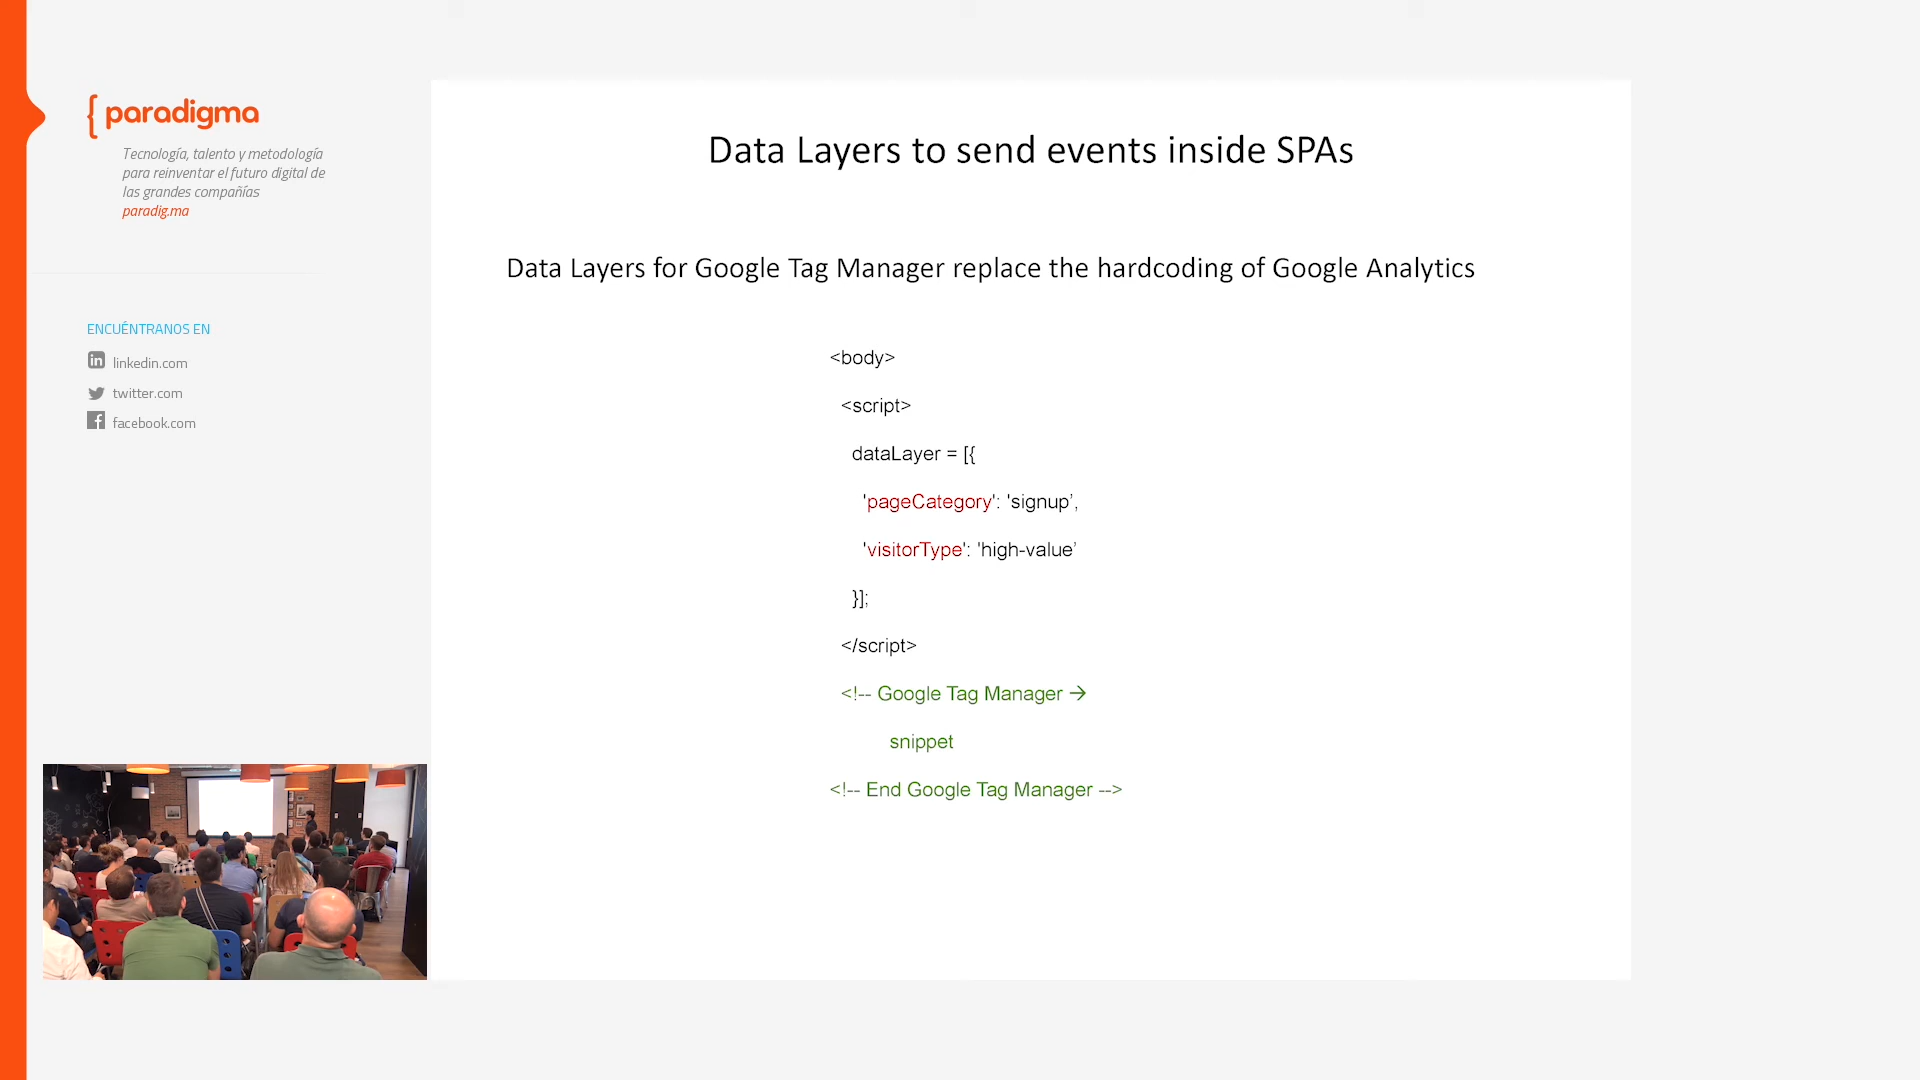 { paradigma
Tecnología, talento y metodología
para reinventar el futuro digital de
las grandes compañías
paradig.ma
ENCUÉNTRANOS EN
linkedin.com
twitter.com
facebook.com
Data Layers to send events inside SPAs
Data Layers for Google Tag Manager replace the hardcoding of Google Analytics
<body>
<script>
dataLayer = [{
'pageCategory': 'signup’,
'visitorType': 'high-value’
}];
</script>
<!-- Google Tag Manager →
snippet
<!-- End Google Tag Manager -->